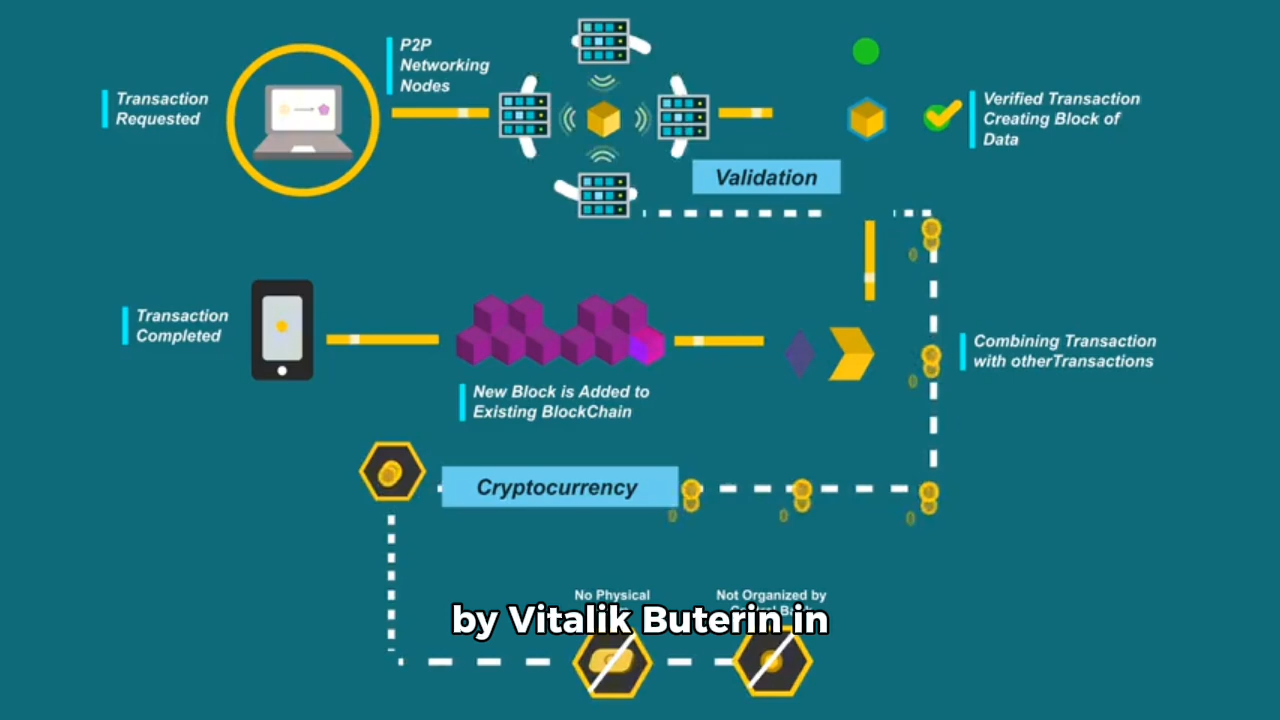 Transaction
Requested
P2P
Networking
Nodes
Verified Transaction
Creating Block of
Data
Validation
Transaction
Completed
New Block is Added to
Existing BlockChain
Combining Transaction
with otherTransactions
Cryptocurrency
No Physical
Not Organized by
by Vitalik Buterin in